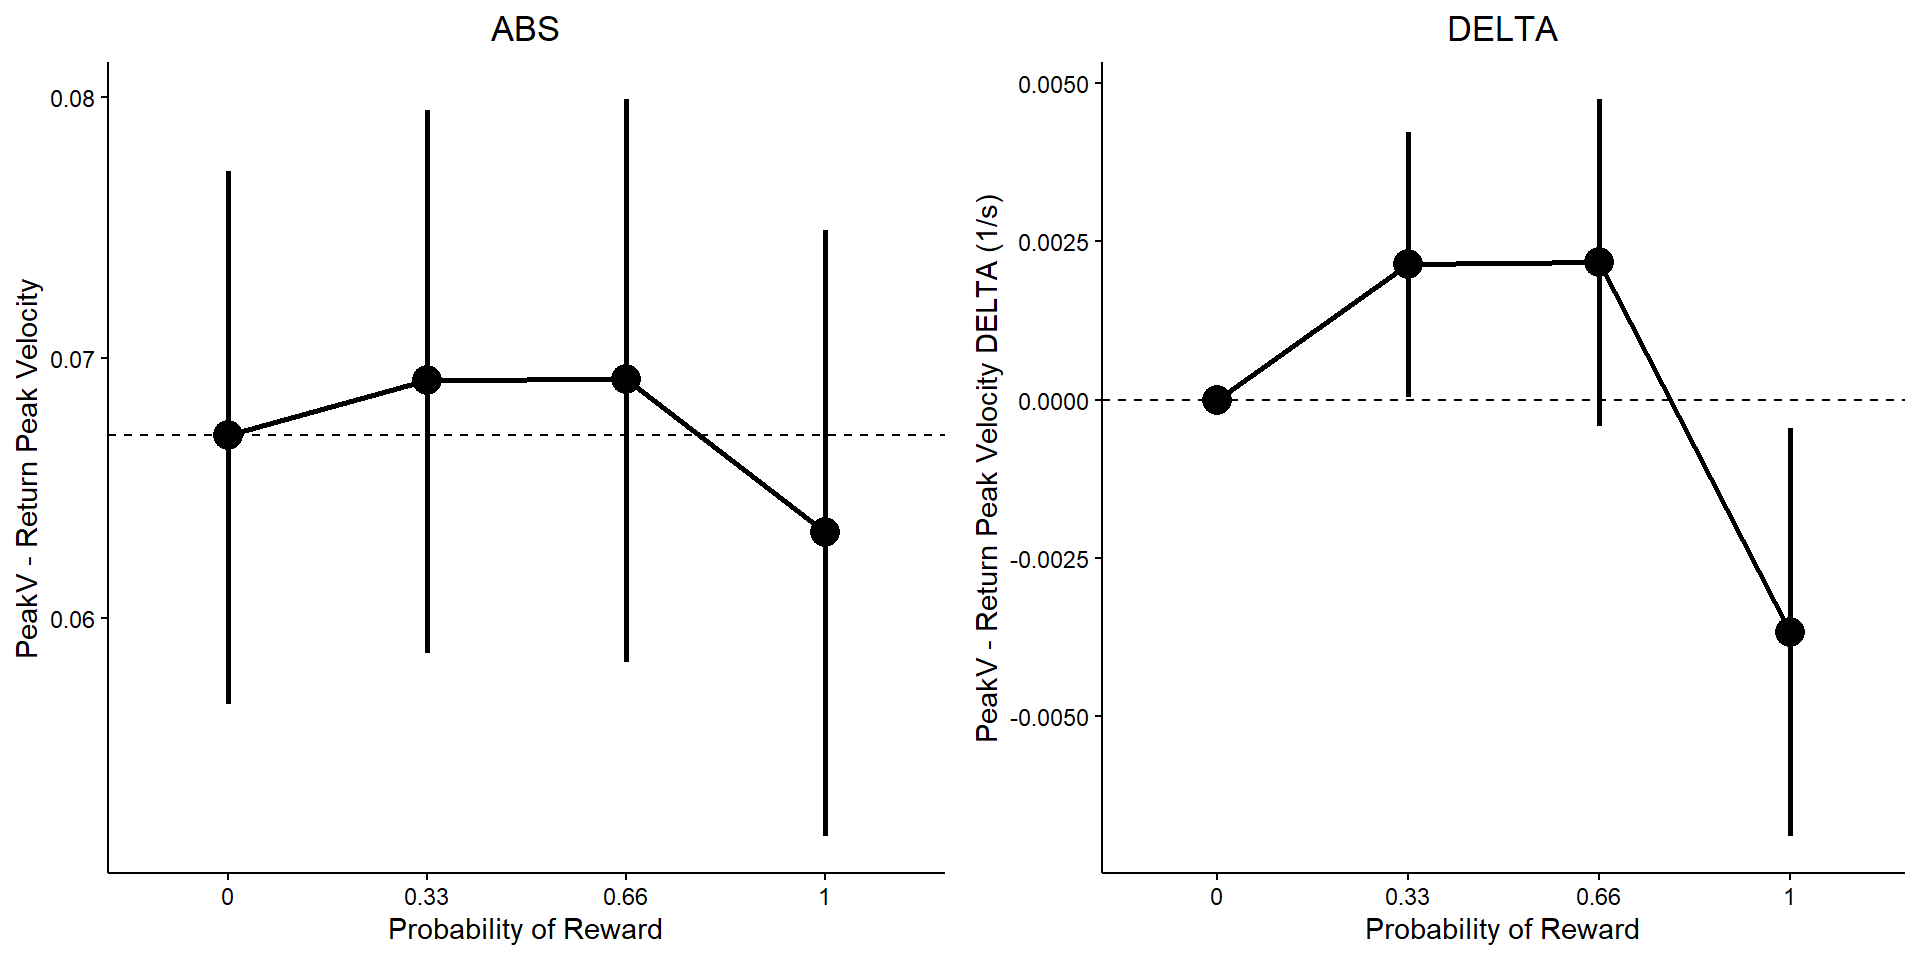 ABS
PeakV - Return Peak Velocity
0.08
0.07
0.06
0
0.33
0.66
1
Probability of Reward
DELTA
PeakV - Return Peak Velocity DELTA (1/s)
0.0050
0.0025
0.0000
-0.0025
-0.0050
0
0.33
0.66
1
Probability of Reward